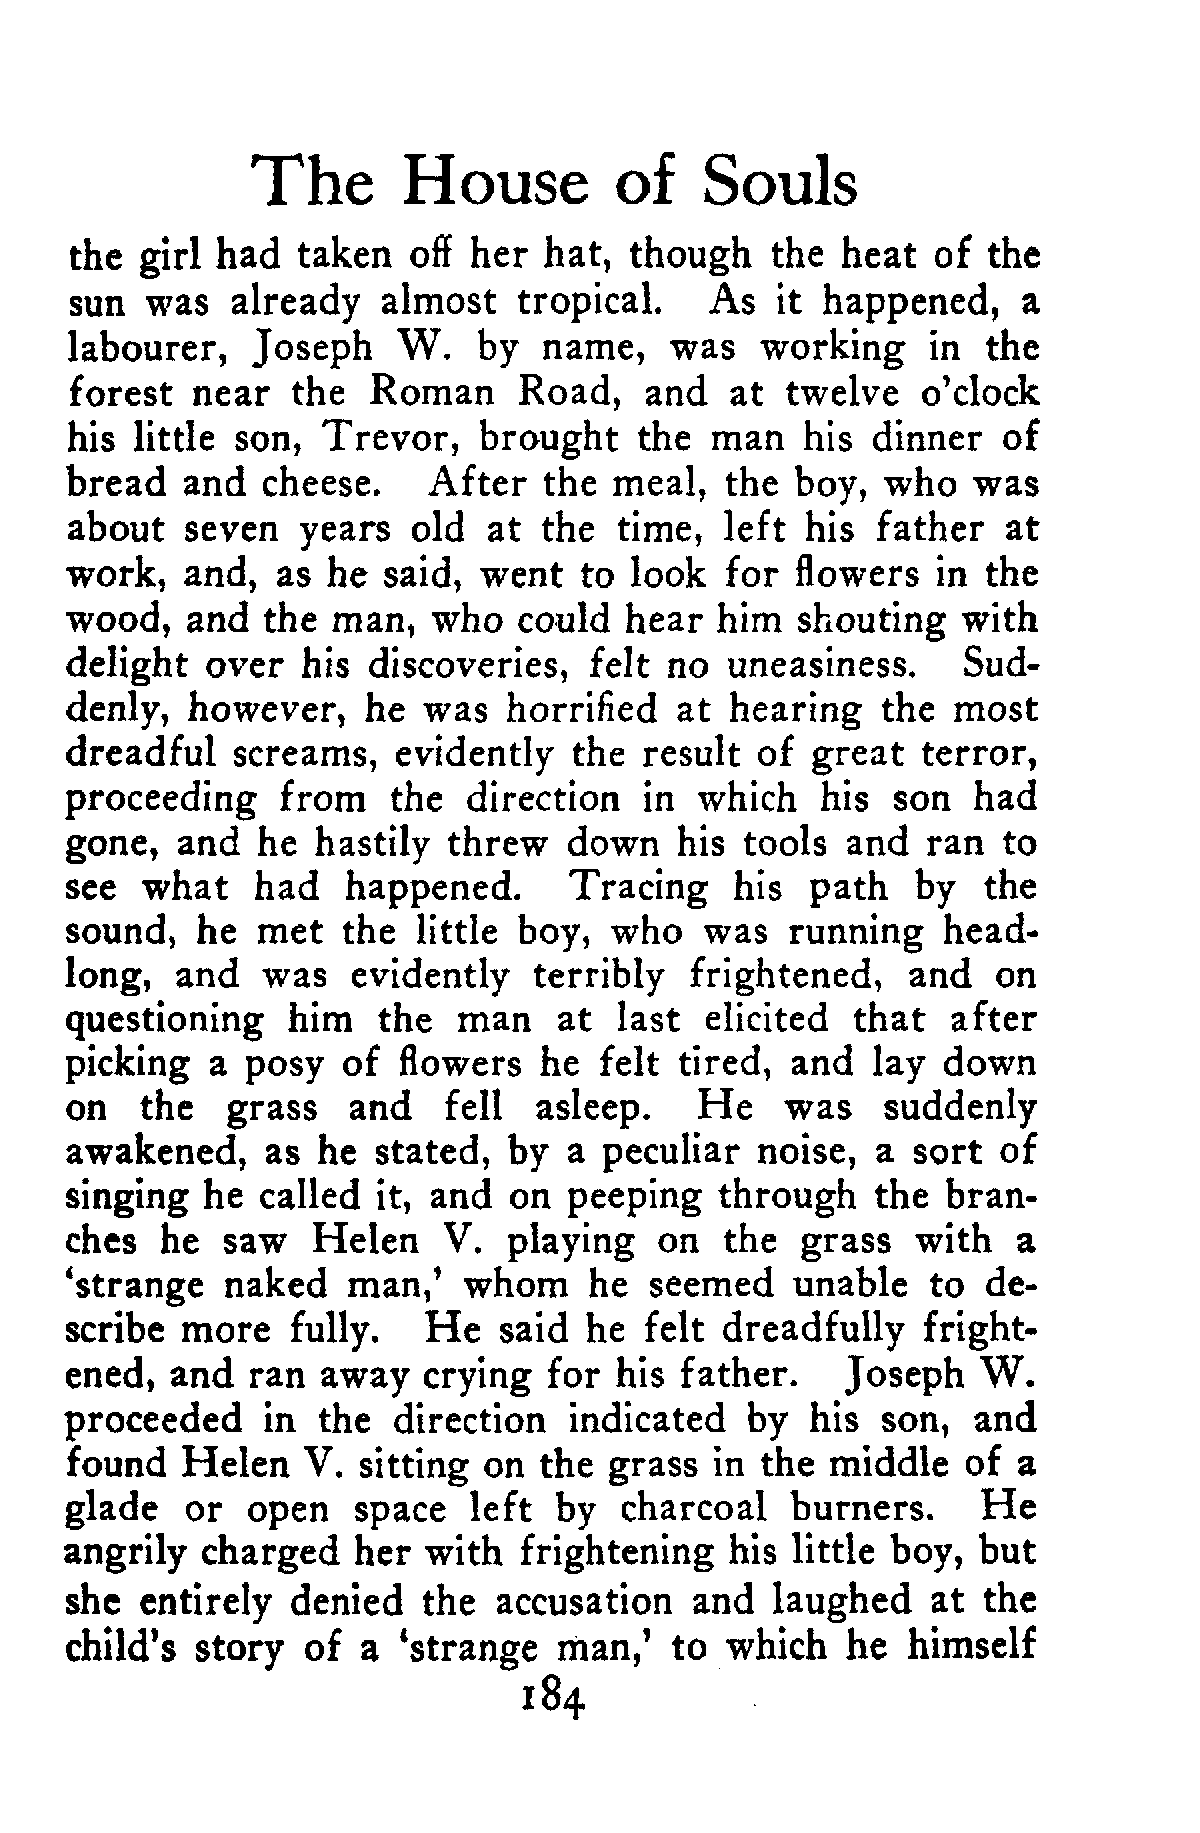 The House of Souls
the girl had taken off her hat, though the heat of the
sun was already almost tropical. As it happened, a
labourer, Joseph W. by name, was working in the
forest near the Roman Road, and at twelve o'clock
his little son, Trevor, brought the man his dinner of
bread and cheese. After the meal, the boy, who was
about seven years old at the time, left his father at
work, and, as he said, went to look for flowers in the
wood, and the man, who could hear him shouting with
delight over his discoveries, felt no uneasiness. Sud-
denly, however, he was horrified at hearing the most
dreadful screams, evidently the result of great terror,
proceeding from the direction in which his son had
gone, and he hastily threw down his tools and ran to
see what had happened. Tracing his path by the
sound, he met the little boy, who was running head-
long, and was evidently terribly frightened, and on
questioning him the man at last elicited that after
picking a posy of flowers he felt tired, and lay down
on the grass and fell asleep. He was suddenly
awakened, as he stated, by a peculiar noise, a sort of
singing he called it, and on peeping through the bran-
ches he saw Helen V. playing on the grass with a
‘strange naked man,’ whom he seemed unable to de-
scribe more fully. He said he felt dreadfully fright-
ened, and ran away crying for his father. Joseph W.
proceeded in the direction indicated by his son, and
found Helen V. sitting on the grass in the middle of a
glade or open space left by charcoal burners. He
angrily charged her with frightening his little boy, but
she entirely denied the accusation and laughed at the
child's story of a ‘strange man,’ to which he himself
184